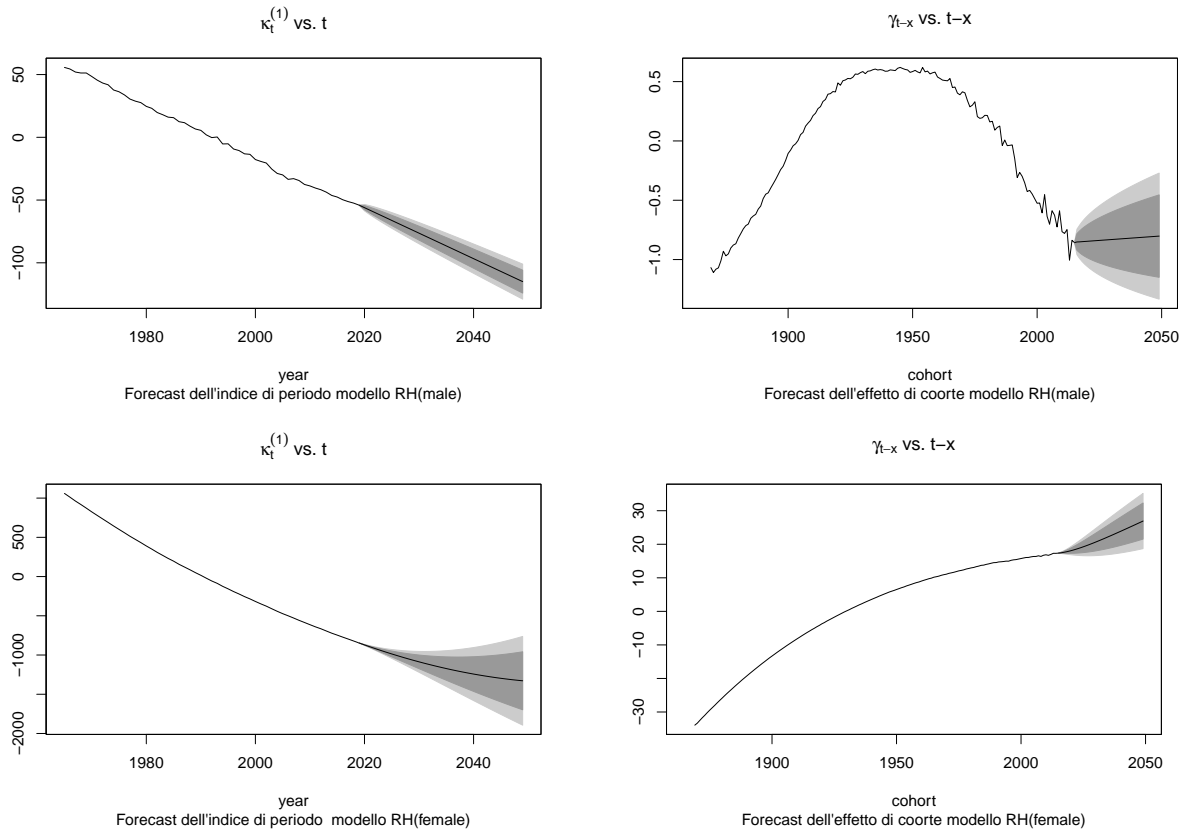 κt(1) vs. t
50
0
−50
−100
1980
2000
2020
2040
year
Forecast dell'indice di periodo modello RH(male)
γt−x vs. t−x
0.5
0.0
−0.5
−1.0
1900
1950
2000
2050
cohort
Forecast dell'effetto di coorte modello RH(male)
κt(1) vs. t
500
0
−1000
−2000
1980
2000
2020
2040
year
Forecast dell'indice di periodo  modello RH(female)
γt−x vs. t−x
30
20
10
0
−10
−30
1900
1950
2000
2050
cohort
Forecast dell'effetto di coorte modello RH(female)